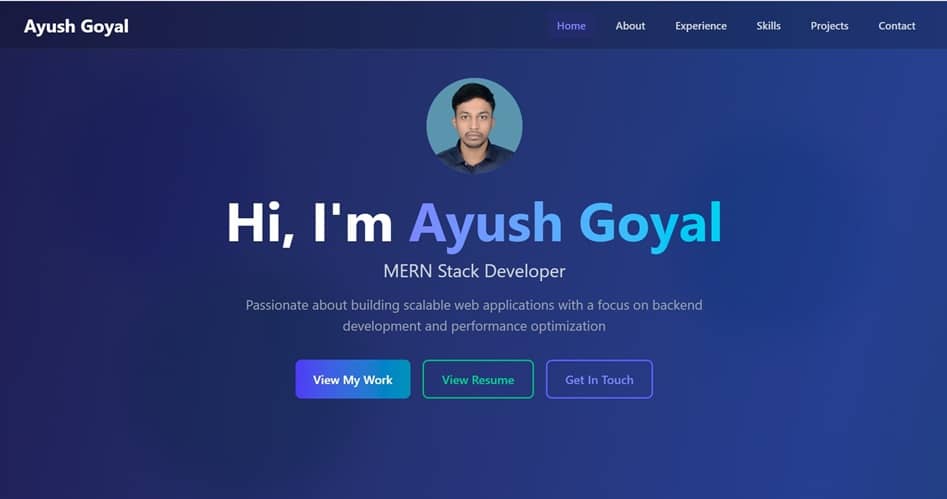 Ayush Goyal
Home About Experience Skills Projects Contact
Hi, I'm Ayush Goyal
MERN Stack Developer
Passionate about building scalable web applications with a focus on backend
development and performance optimization
View My Work View Resume Get In Touch